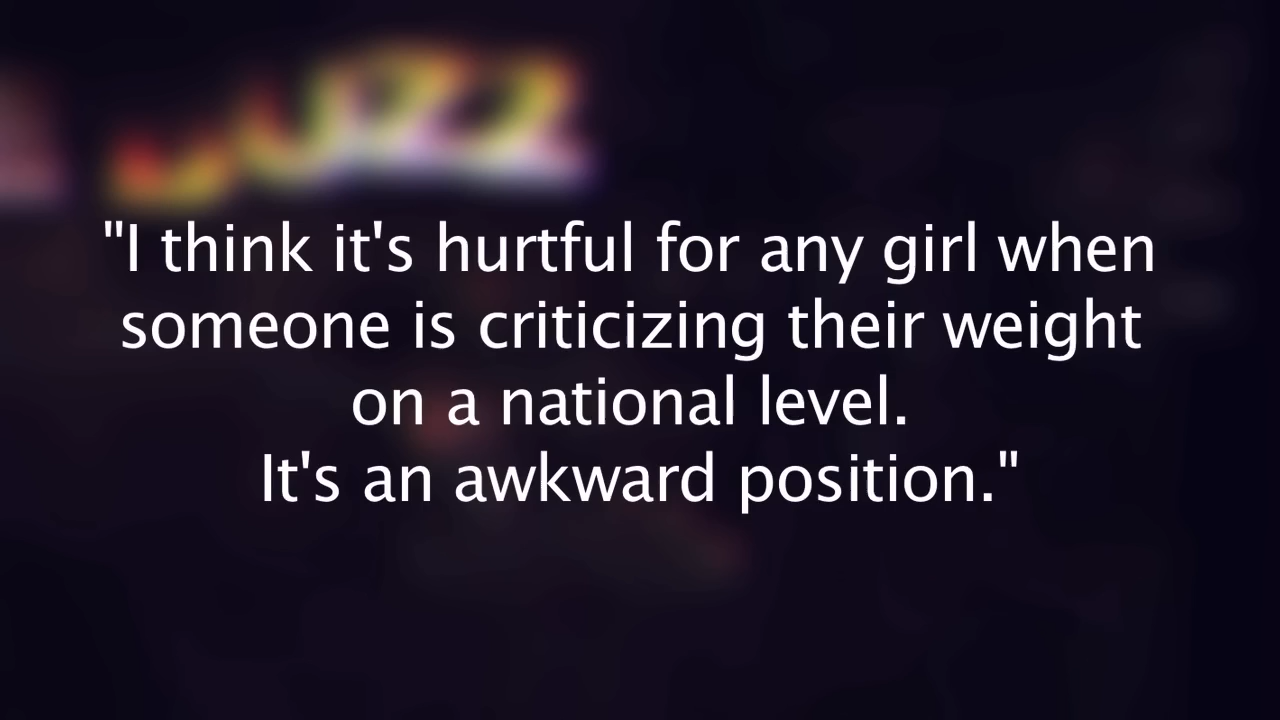 "I think it's hurtful for any girl when
someone is criticizing their weight
on a national level.
It's an awkward position."